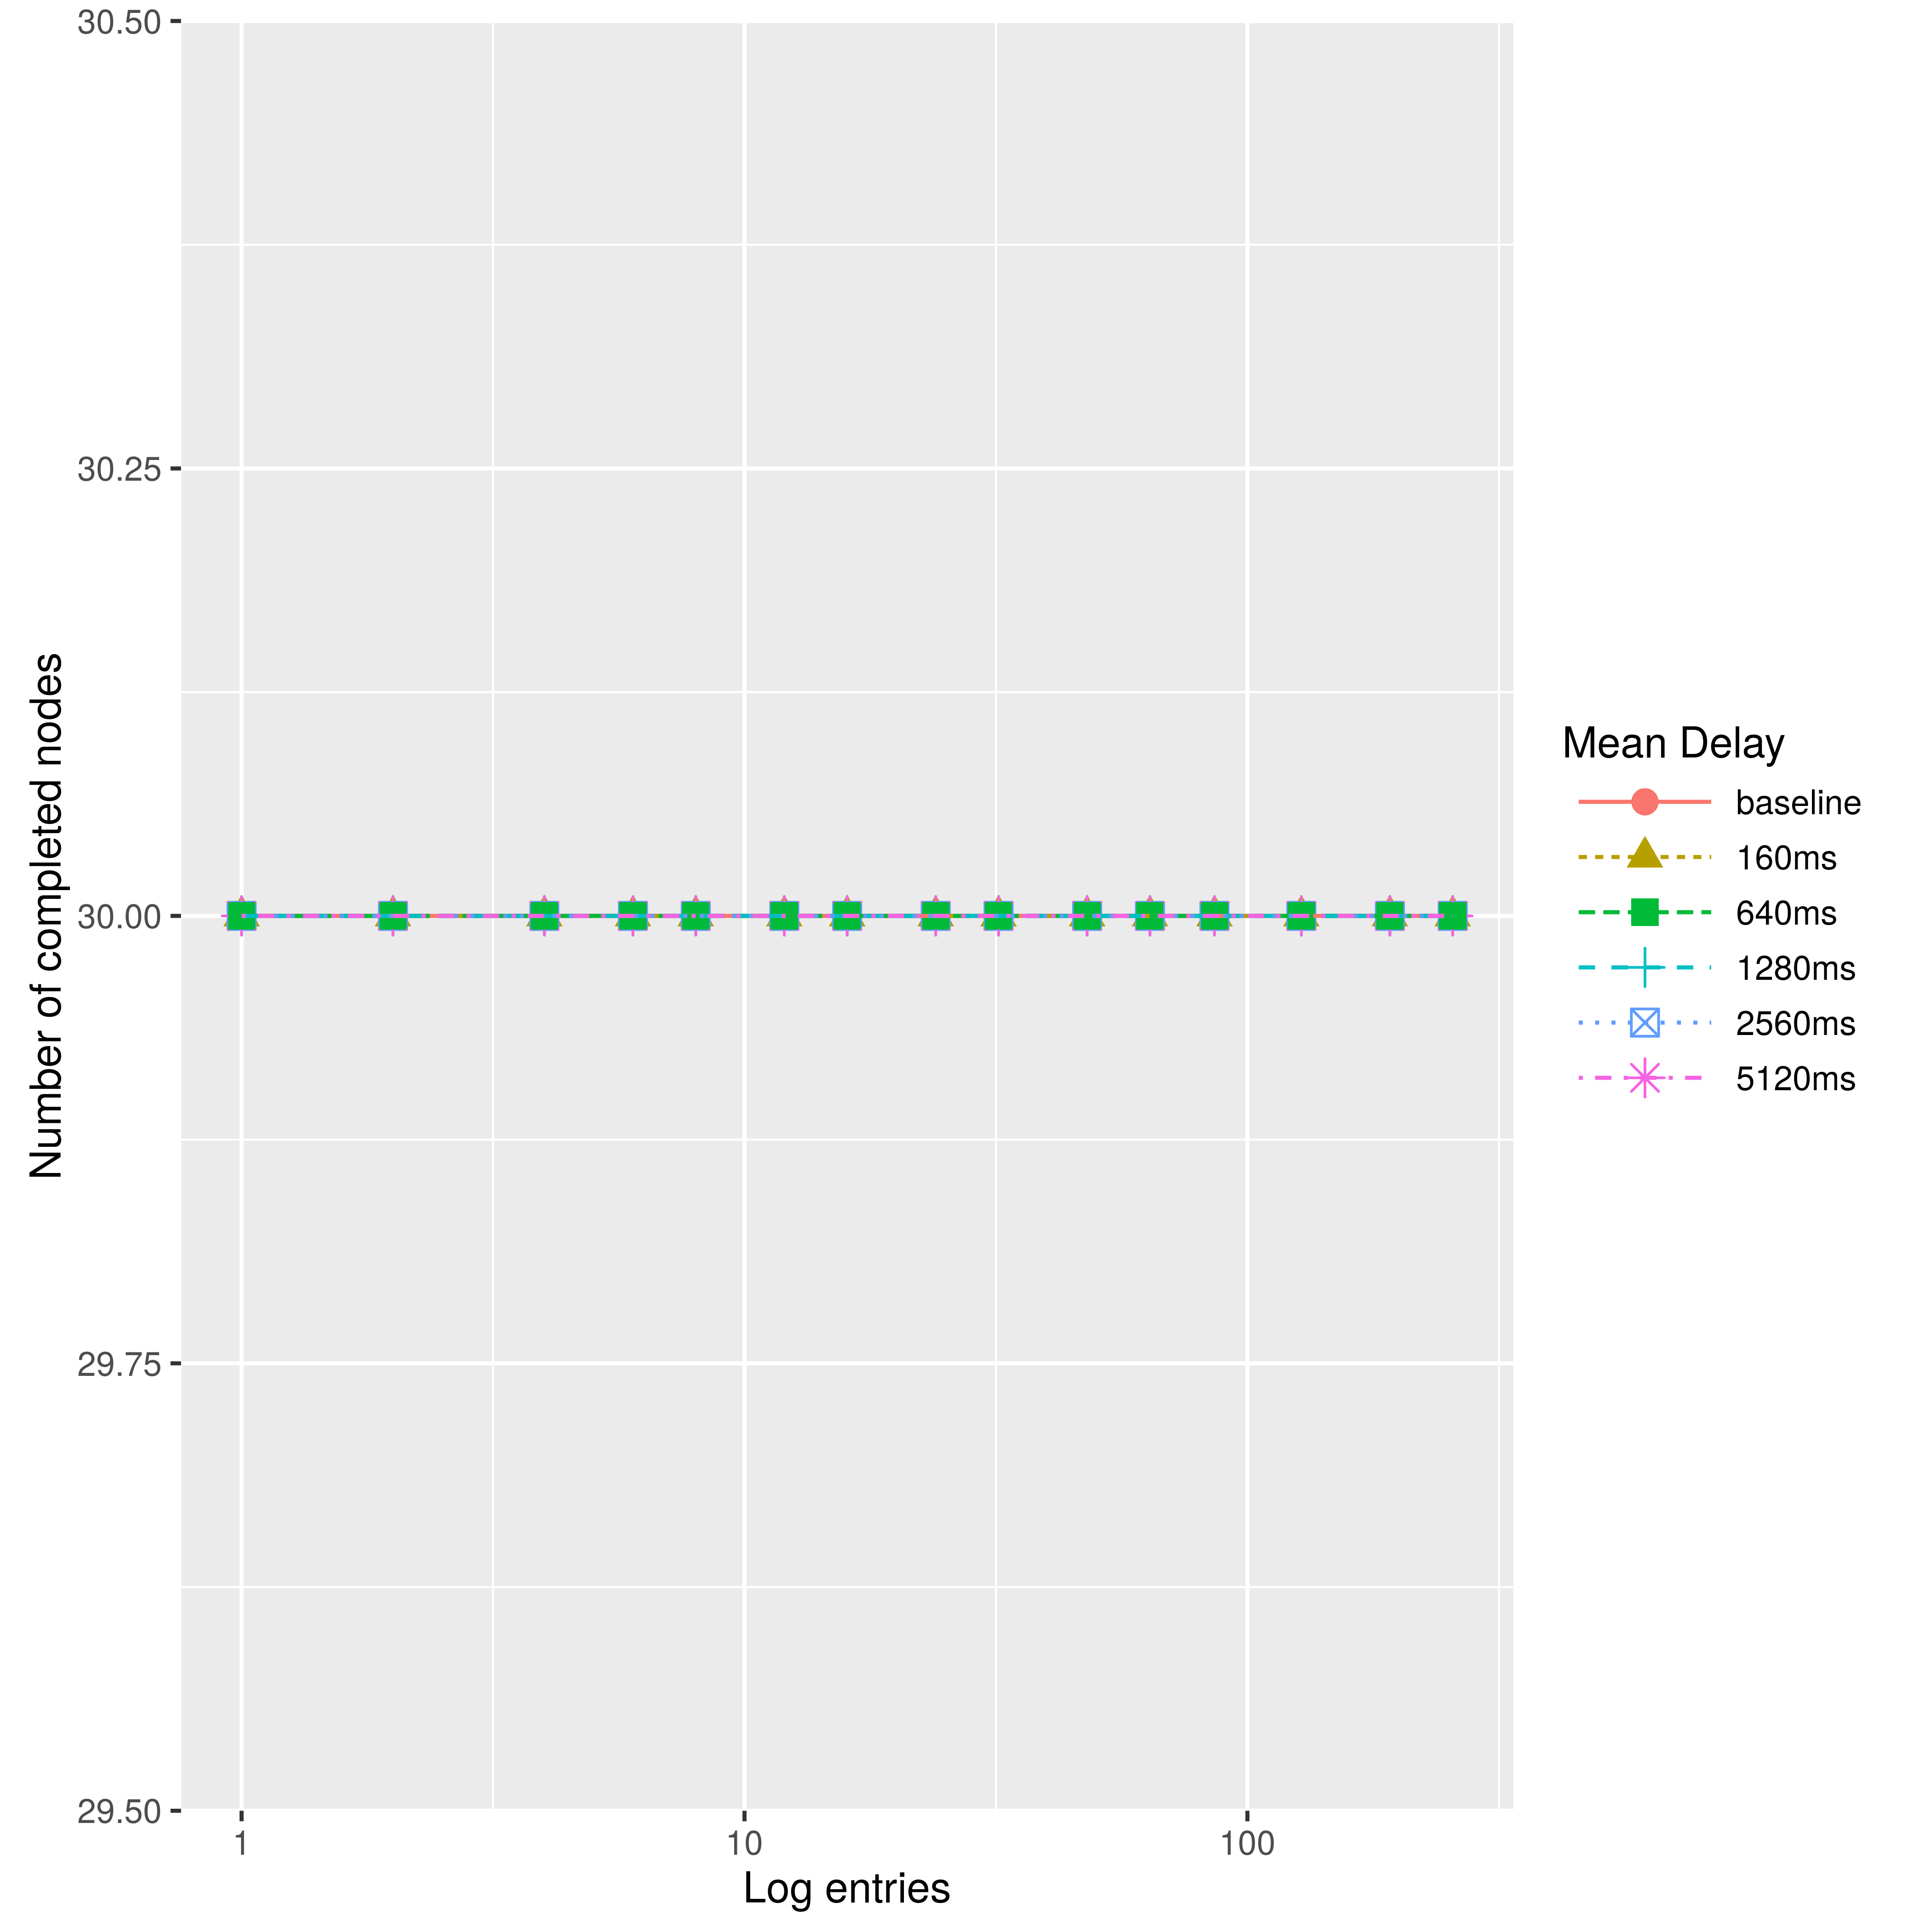 30.50
30.25
30.00
29.75
29.50
Number of completed nodes
1
10
100
Log entries
Mean Delay
baseline
160ms
640ms
1280ms
2560ms
5120ms